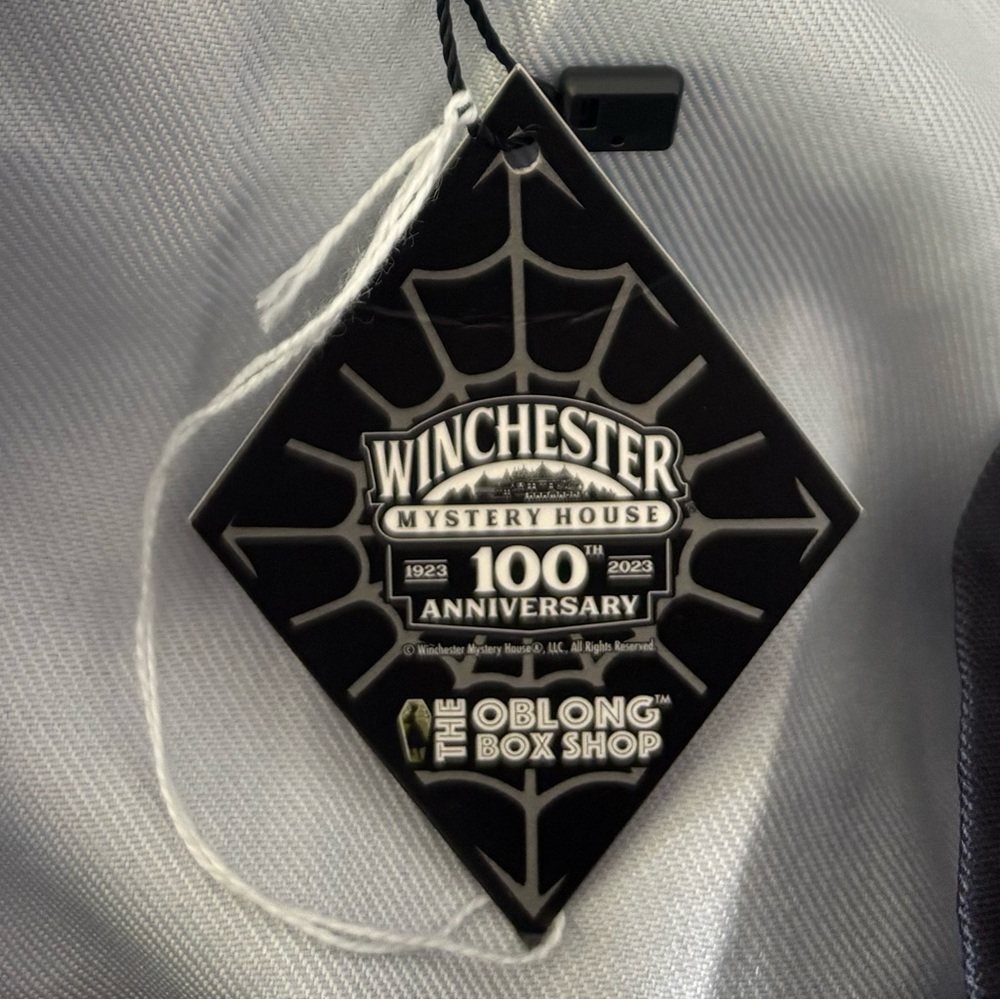 WINCHESTER
MYSTERY HOUSE
1923 100TH 2023
ANNIVERSARY
© Winchester Mystery House®, LLC. All Rights Reserved.
THE OBLONG™
BOX SHOP